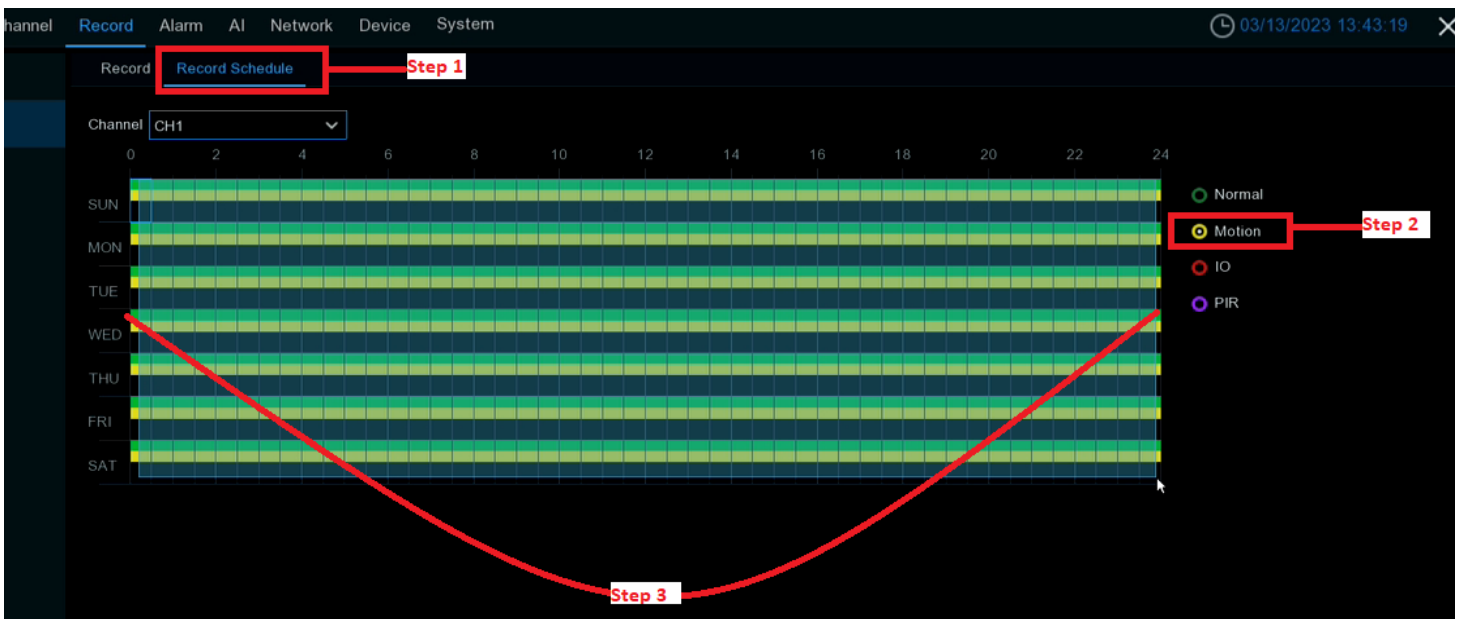 hannel Record Alarm AI Network Device System 03/13/2023 13:43:19
Record Record Schedule Step 1
Channel CH1
0 2 4 6 8 10 12 14 16 18 20 22 24
SUN Normal
MON Motion Step 2
TUE IO
WED PIR
THU
FRI
SAT
Step 3